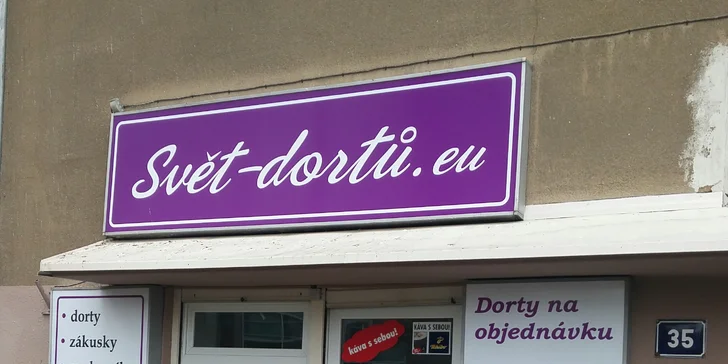 Svět-dortů.eu
• dorty
• zákusky
Dorty na
objednávku
káva s sebou!
KÁVA S SEBOU!
35